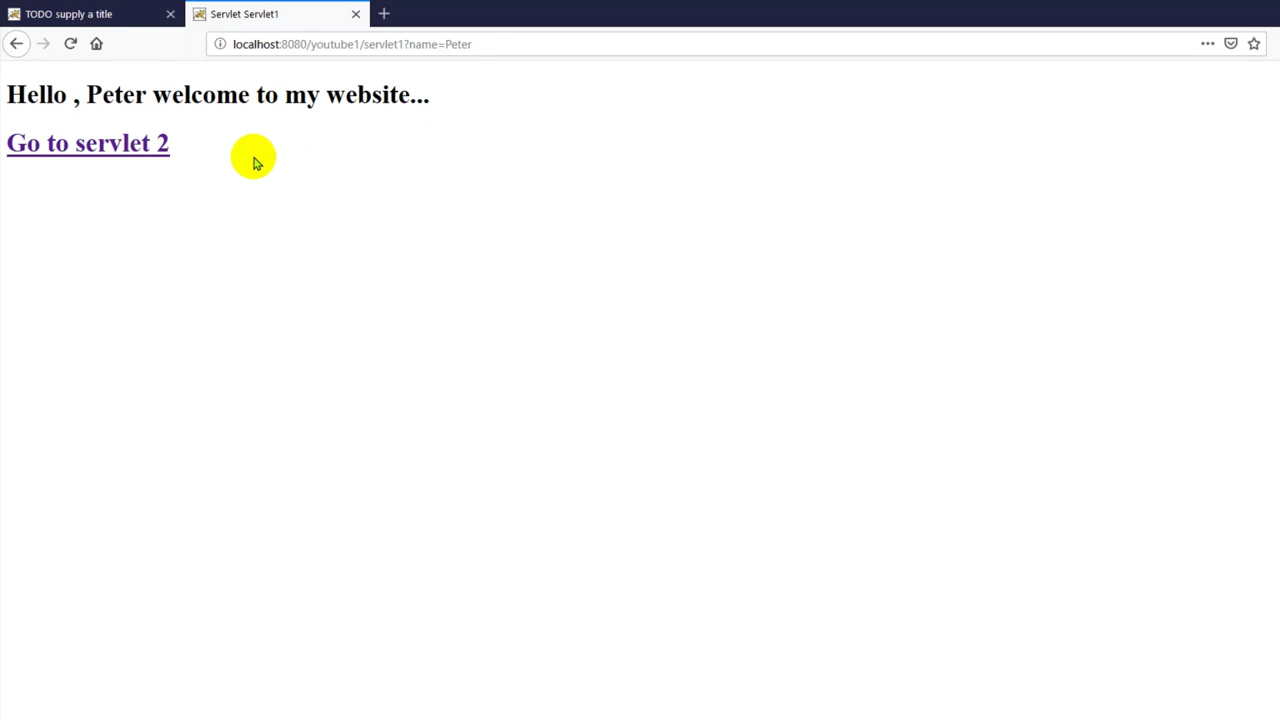 TODO supply a title
Servlet Servlet1
localhost:8080/youtube1/servlet1?name=Peter
Hello , Peter welcome to my website...
Go to servlet 2